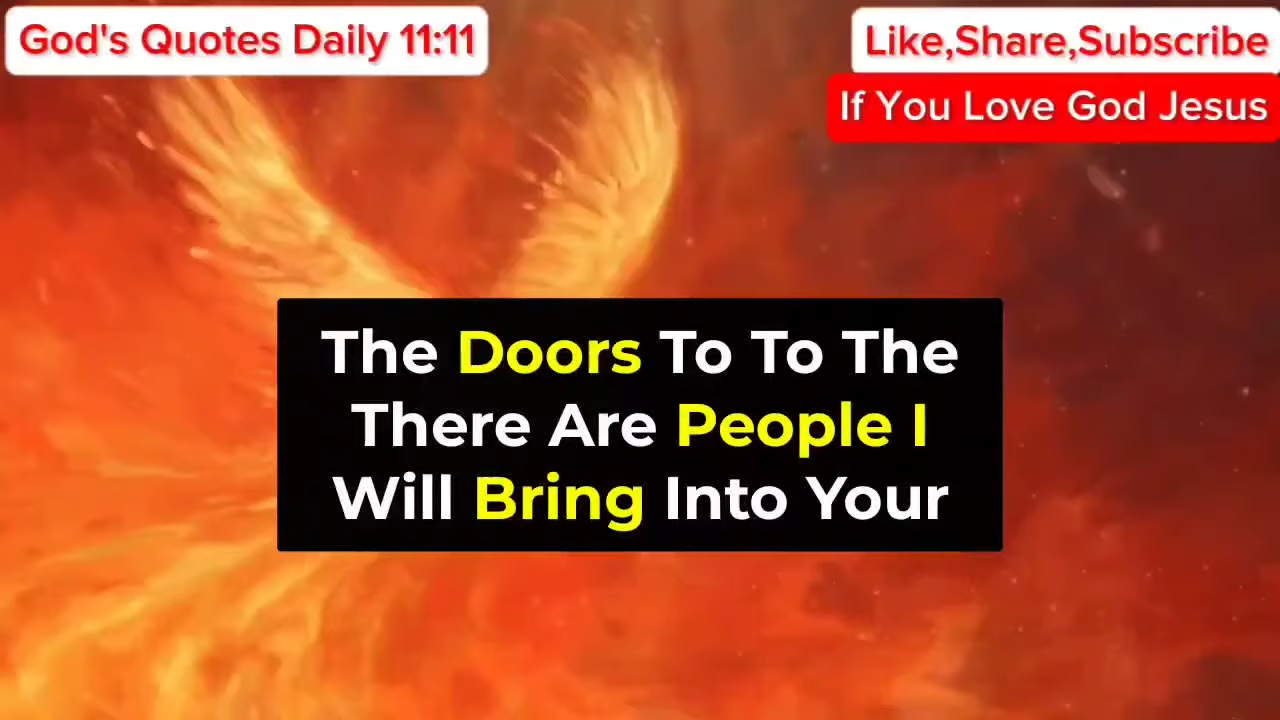 God's Quotes Daily 11:11
Like,Share,Subscribe
If You Love God Jesus
The Doors To To The
There Are People I
Will Bring Into Your